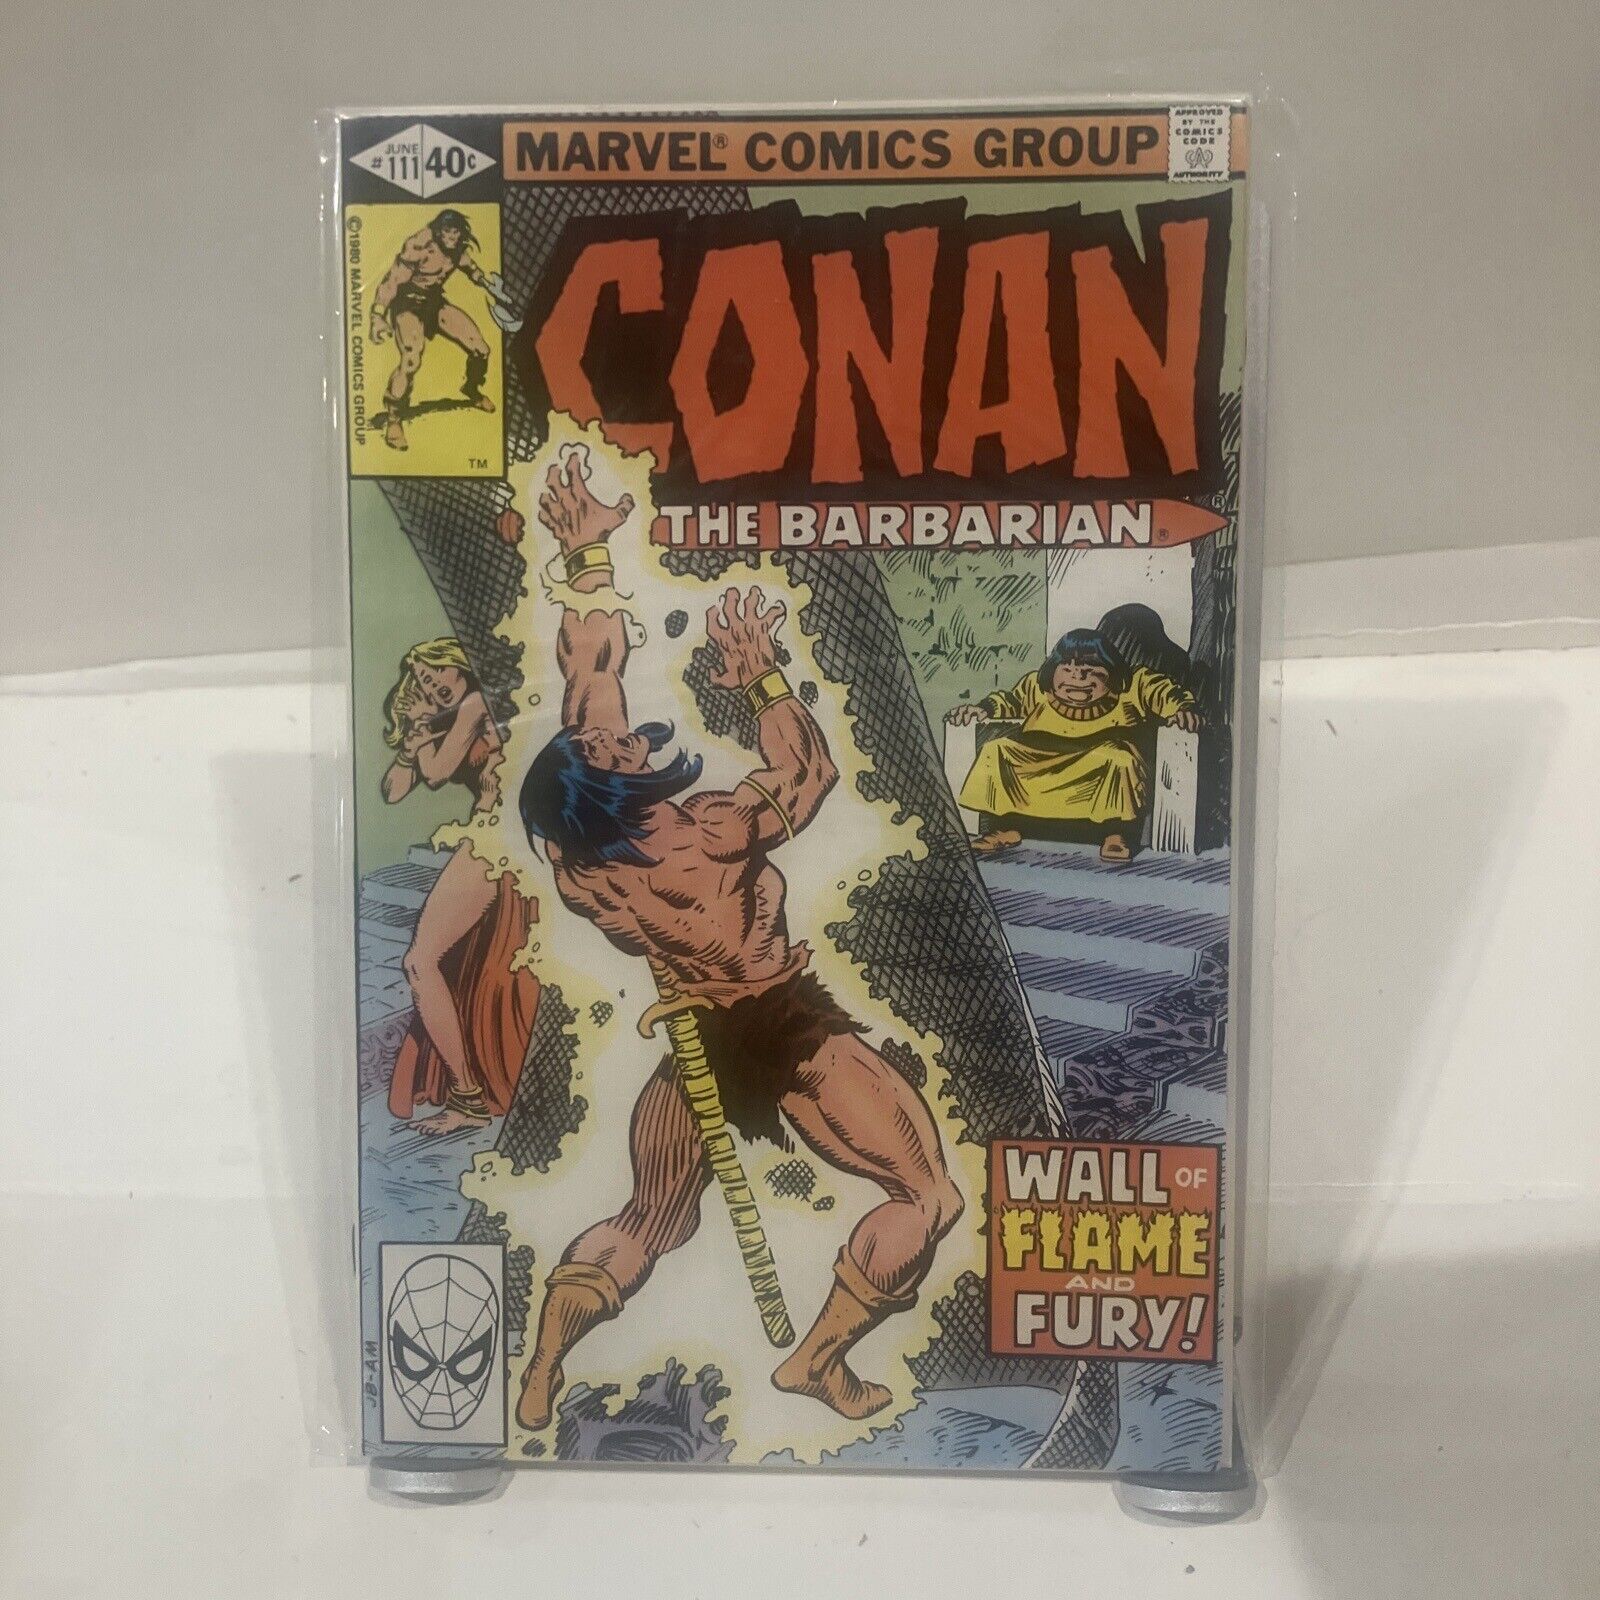 JUNE
# 111 40¢
MARVEL® COMICS GROUP
APPROVED
BY THE
COMICS
CODE
CA
AUTHORITY
©1980 MARVEL COMICS GROUP
TM
CONAN
®
THE BARBARIAN®
WALL OF
FLAME
AND
FURY!
JB-AM